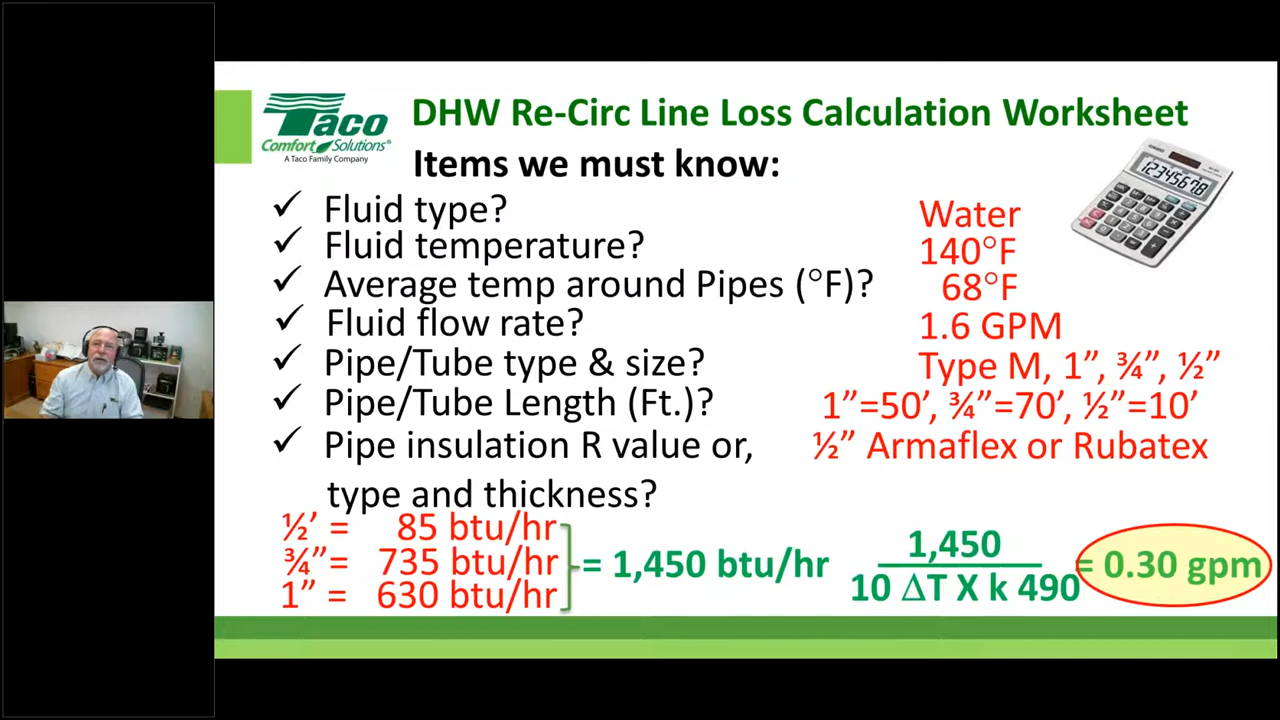 Taco
Comfort Solutions®
A Taco Family Company
DHW Re-Circ Line Loss Calculation Worksheet
Items we must know:
✓ Fluid type? Water
✓ Fluid temperature? 140°F
✓ Average temp around Pipes (°F)? 68°F
✓ Fluid flow rate? 1.6 GPM
✓ Pipe/Tube type & size? Type M, 1”, ¾”, ½”
✓ Pipe/Tube Length (Ft.)? 1”=50’, ¾”=70’, ½”=10’
✓ Pipe insulation R value or, ½” Armaflex or Rubatex
type and thickness?
½’ = 85 btu/hr
¾”= 735 btu/hr
1” = 630 btu/hr
= 1,450 btu/hr
1,450
10 ΔT X k 490
= 0.30 gpm
12345678